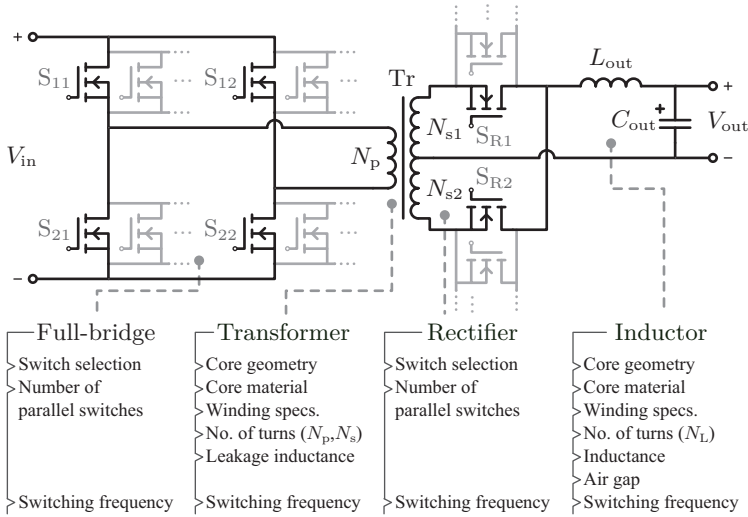 +
S11
S12
Tr
Lout
+
Ns1
SR1
Cout
+
Vout
Vin
Np
-
Ns2
SR2
S21
S22
-
Full-bridge
Switch selection
Number of
parallel switches
Switching frequency
Transformer
Core geometry
Core material
Winding specs.
No. of turns (Np,Ns)
Leakage inductance
Switching frequency
Rectifier
Switch selection
Number of
parallel switches
Switching frequency
Inductor
Core geometry
Core material
Winding specs.
No. of turns (NL)
Inductance
Air gap
Switching frequency